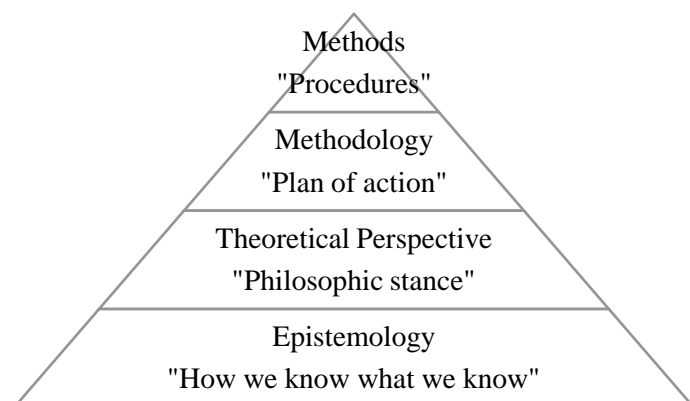 Methods
"Procedures"
Methodology
"Plan of action"
Theoretical Perspective
"Philosophic stance"
Epistemology
"How we know what we know"